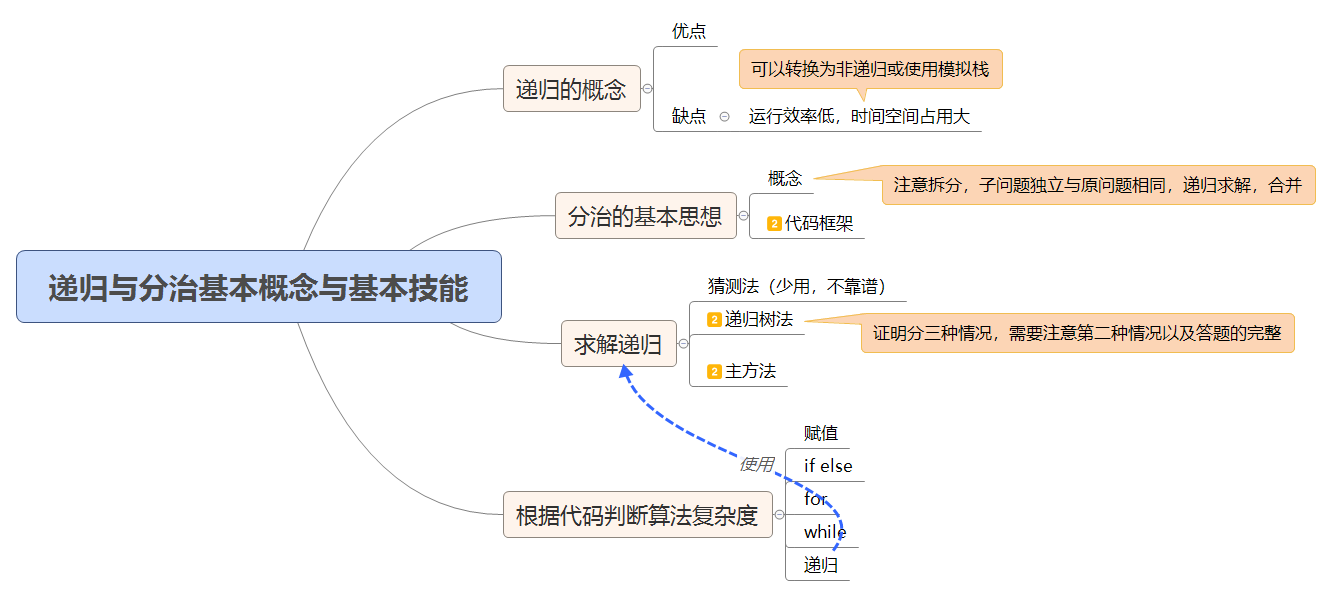 递归与分治基本概念与基本技能
递归的概念
优点
缺点
运行效率低，时间空间占用大
可以转换为非递归或使用模拟栈
分治的基本思想
概念
注意拆分，子问题独立与原问题相同，递归求解，合并
2 代码框架
求解递归
猜测法（少用，不靠谱）
2 递归树法
证明分三种情况，需要注意第二种情况以及答题的完整
2 主方法
使用
根据代码判断算法复杂度
赋值
if else
for
while
递归